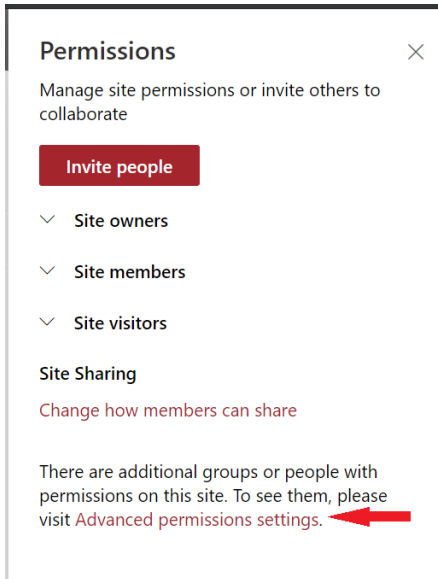 Permissions
Manage site permissions or invite others to
collaborate
Invite people
Site owners
Site members
Site visitors
Site Sharing
Change how members can share
There are additional groups or people with
permissions on this site. To see them, please
visit Advanced permissions settings.